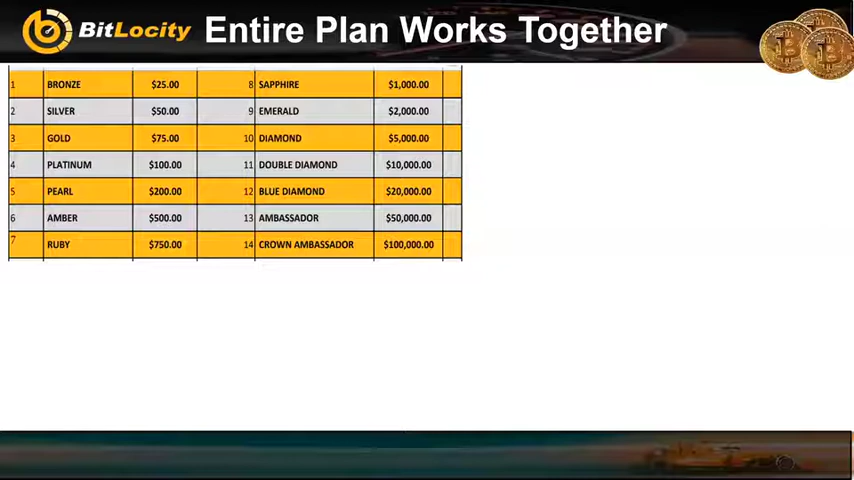 BitLocity Entire Plan Works Together
1 BRONZE $25.00 8 SAPPHIRE $1,000.00
2 SILVER $50.00 9 EMERALD $2,000.00
3 GOLD $75.00 10 DIAMOND $5,000.00
4 PLATINUM $100.00 11 DOUBLE DIAMOND $10,000.00
5 PEARL $200.00 12 BLUE DIAMOND $20,000.00
6 AMBER $500.00 13 AMBASSADOR $50,000.00
7 RUBY $750.00 14 CROWN AMBASSADOR $100,000.00